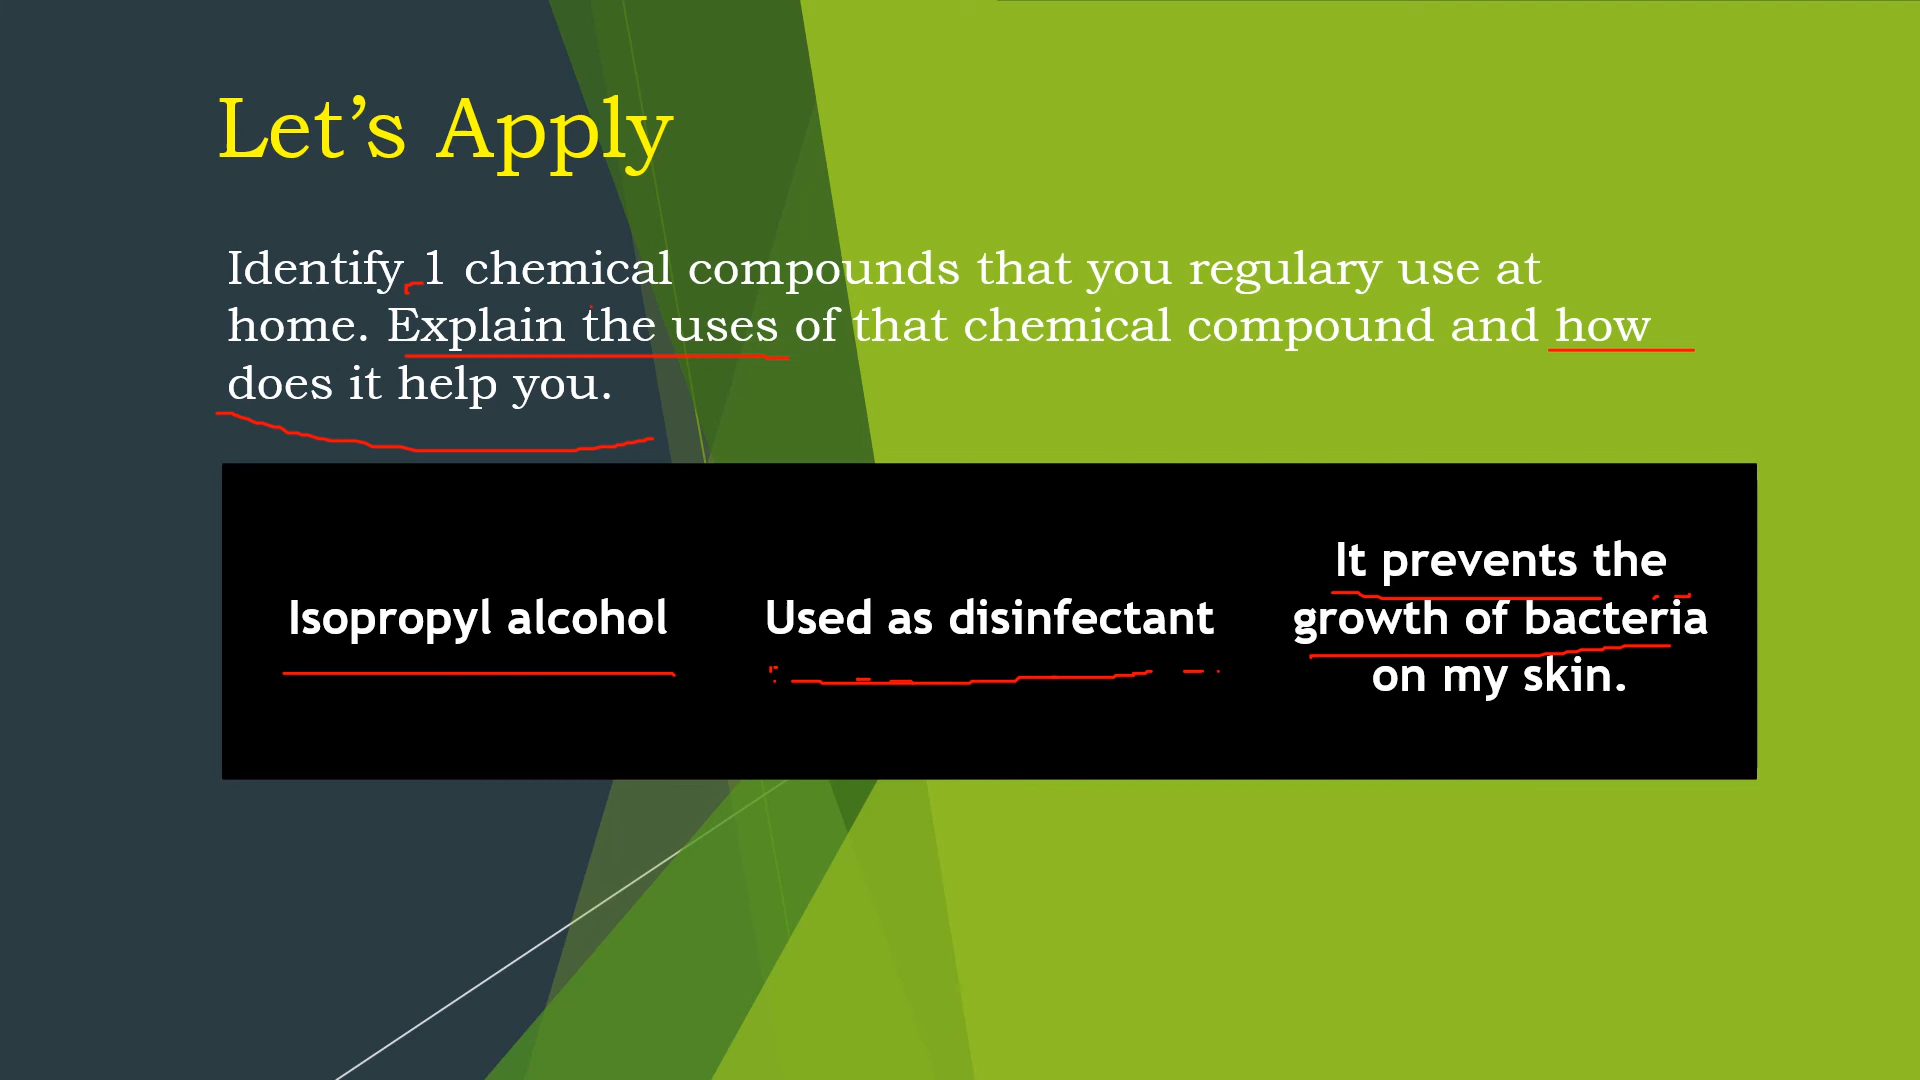 Let’s Apply
Identify 1 chemical compounds that you regulary use at
home. Explain the uses of that chemical compound and how
does it help you.
Isopropyl alcohol
Used as disinfectant
It prevents the
growth of bacteria
on my skin.